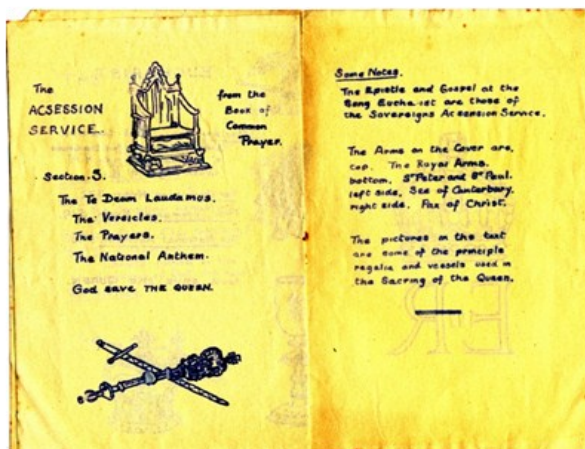 The
ACSESSION
SERVICE.
from the
Book of
Common
Prayer.
Section. 3.
The Te Deum Laudamus.
The Versicles.
The Prayers.
The National Anthem.
God save THE QUEEN.
Some Notes.
The Epistle and Gospel at the
Song Eucharist are those of
the Sovereigns Accession Service.
The Arms on the Cover are,
top. The Royal Arms.
bottom. St Peter and St Paul.
left side. See of Canterbury.
right side. Pax of Christ.
The pictures in the text
are some of the principle
regalia and vessels used in
the Sacring of the Queen.